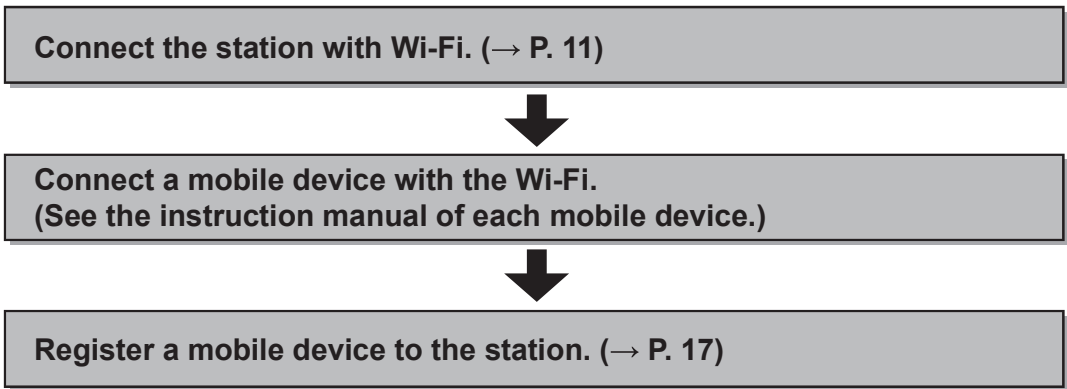 Connect the station with Wi-Fi. (→ P. 11)
Connect a mobile device with the Wi-Fi.
(See the instruction manual of each mobile device.)
Register a mobile device to the station. (→ P. 17)